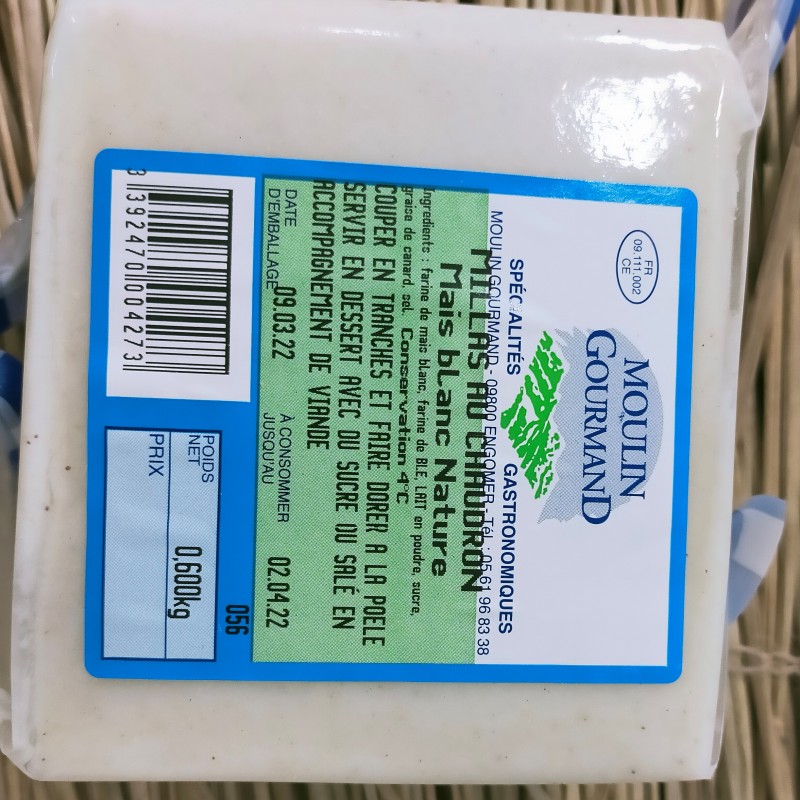 FR
09.111.002
CE
MOULIN
GOURMAND
SPÉCIALITÉS GASTRONOMIQUES
MOULIN GOURMAND - 09800 ENGOMER - Tél : 05 61 96 83 38
MILLAS AU CHAUDRON
Mais blanc Nature
Ingredients : farine de mais blanc, farine de BLE, LAIT en poudre, sucre,
graise de canard, sel. Conservation 4°C
COUPER EN TRANCHES ET FAIRE DORER A LA POELE
SERVIR EN DESSERT AVEC DU SUCRE OU SALÉ EN
ACCOMPAGNEMENT DE VIANDE
DATE
D'EMBALLAGE
09.03.22
À CONSOMMER
JUSQU'AU
02.04.22
056
POIDS
NET
0,600kg
PRIX
3 392470 004273